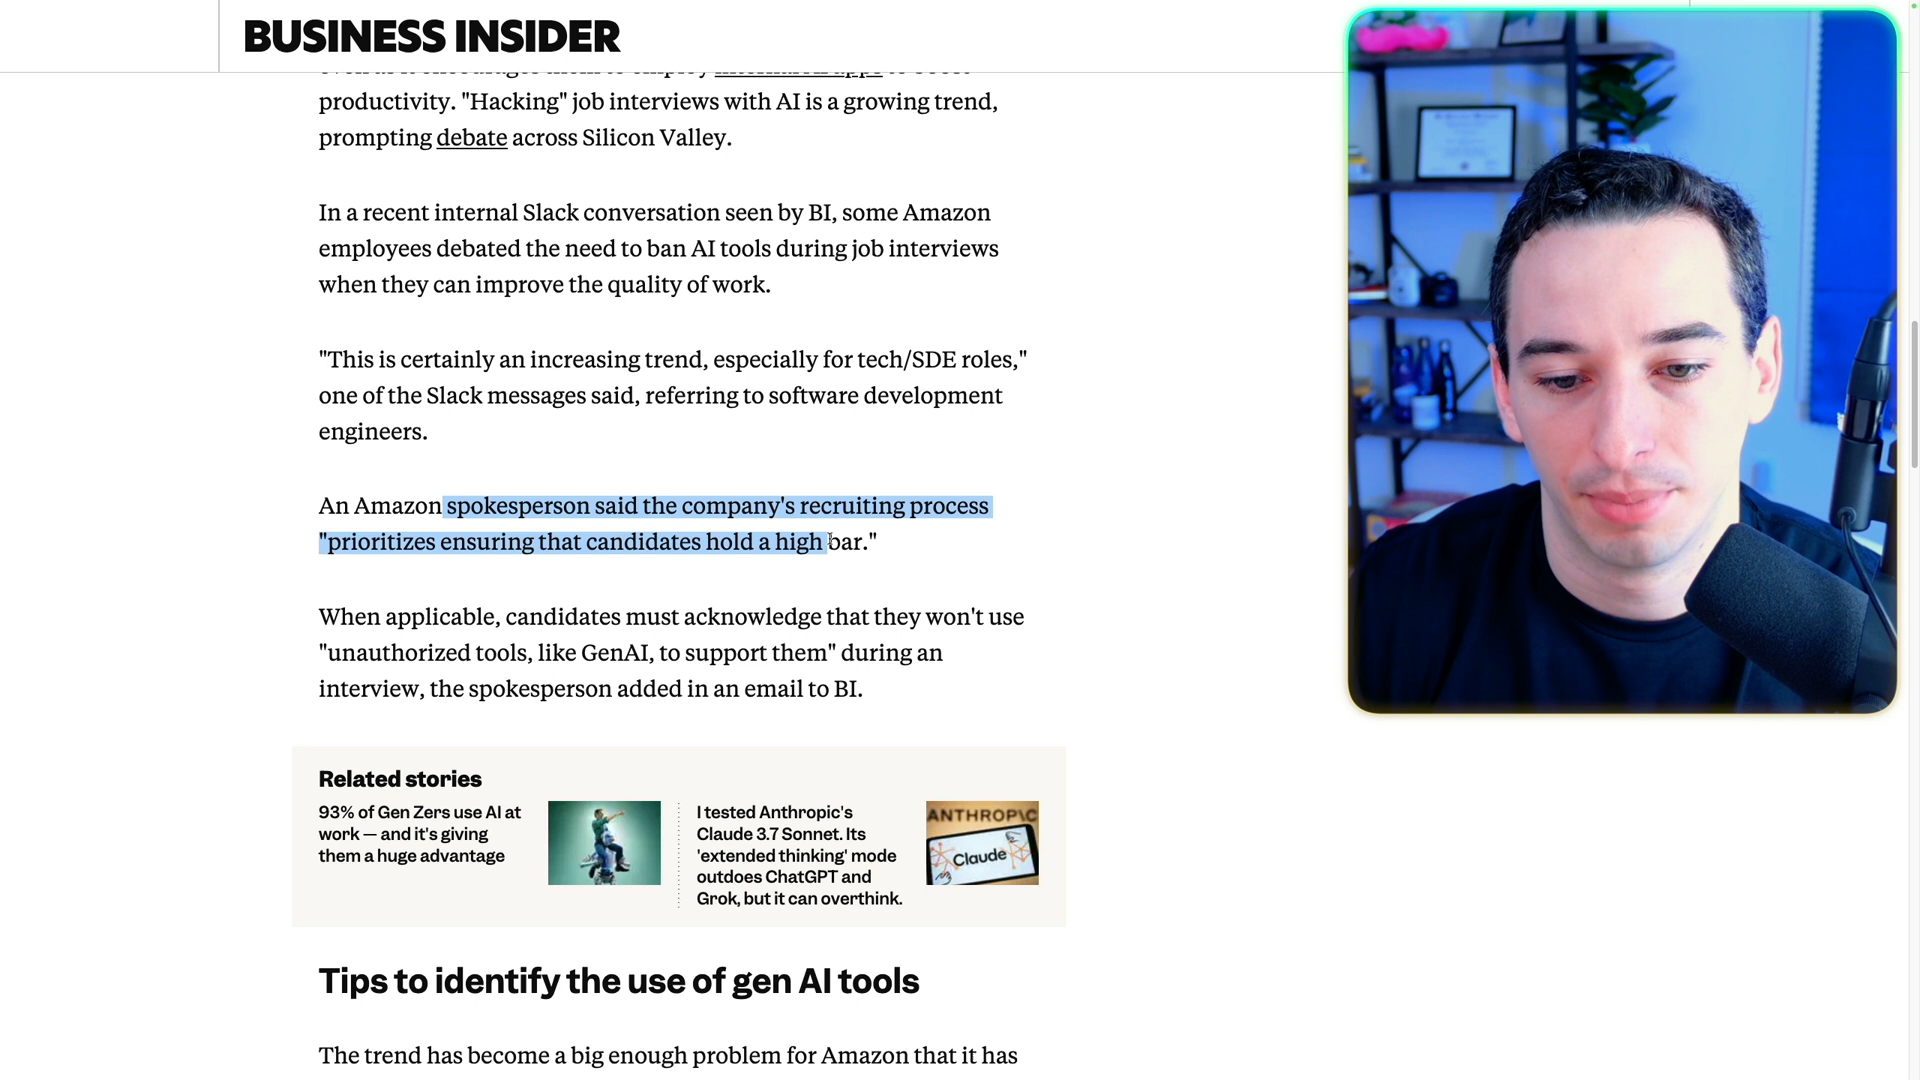 BUSINESS INSIDER
productivity. "Hacking" job interviews with AI is a growing trend,
prompting debate across Silicon Valley.
In a recent internal Slack conversation seen by BI, some Amazon
employees debated the need to ban AI tools during job interviews
when they can improve the quality of work.
"This is certainly an increasing trend, especially for tech/SDE roles,"
one of the Slack messages said, referring to software development
engineers.
An Amazon spokesperson said the company's recruiting process
"prioritizes ensuring that candidates hold a high bar."
When applicable, candidates must acknowledge that they won't use
"unauthorized tools, like GenAI, to support them" during an
interview, the spokesperson added in an email to BI.
Related stories
93% of Gen Zers use AI at
work — and it's giving
them a huge advantage
I tested Anthropic's
Claude 3.7 Sonnet. Its
'extended thinking' mode
outdoes ChatGPT and
Grok, but it can overthink.
ANTHROP\C
Claude
Tips to identify the use of gen AI tools
The trend has become a big enough problem for Amazon that it has